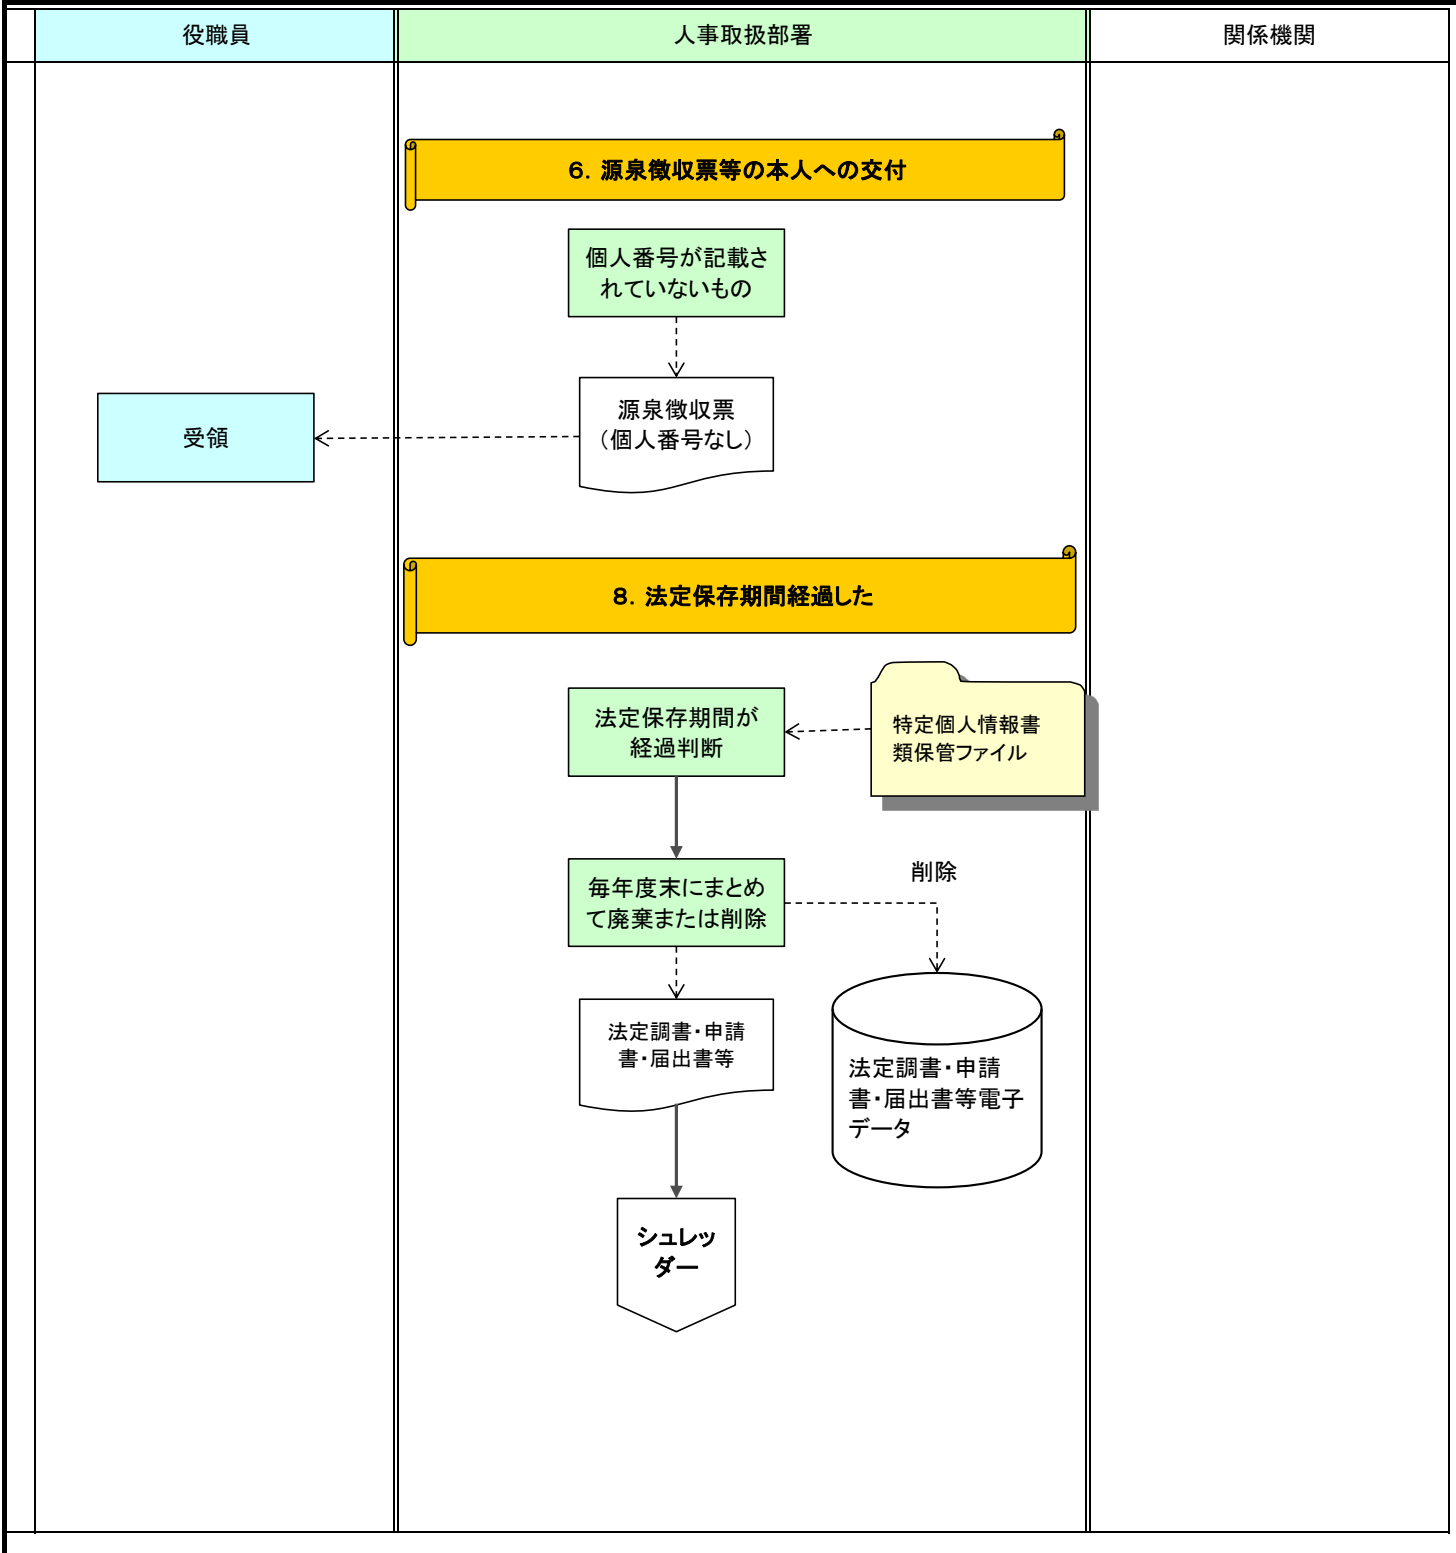 役職員
人事取扱部署
関係機関
6．源泉徴収票等の本人への交付
個人番号が記載さ
れていないもの
源泉徴収票
（個人番号なし）
受領
8．法定保存期間経過した
法定保存期間が
経過判断
特定個人情報書
類保管ファイル
毎年度末にまとめ
て廃棄または削除
削除
法定調書・申請
書・届出書等
法定調書・申請
書・届出書等電子
データ
シュレッ
ダー